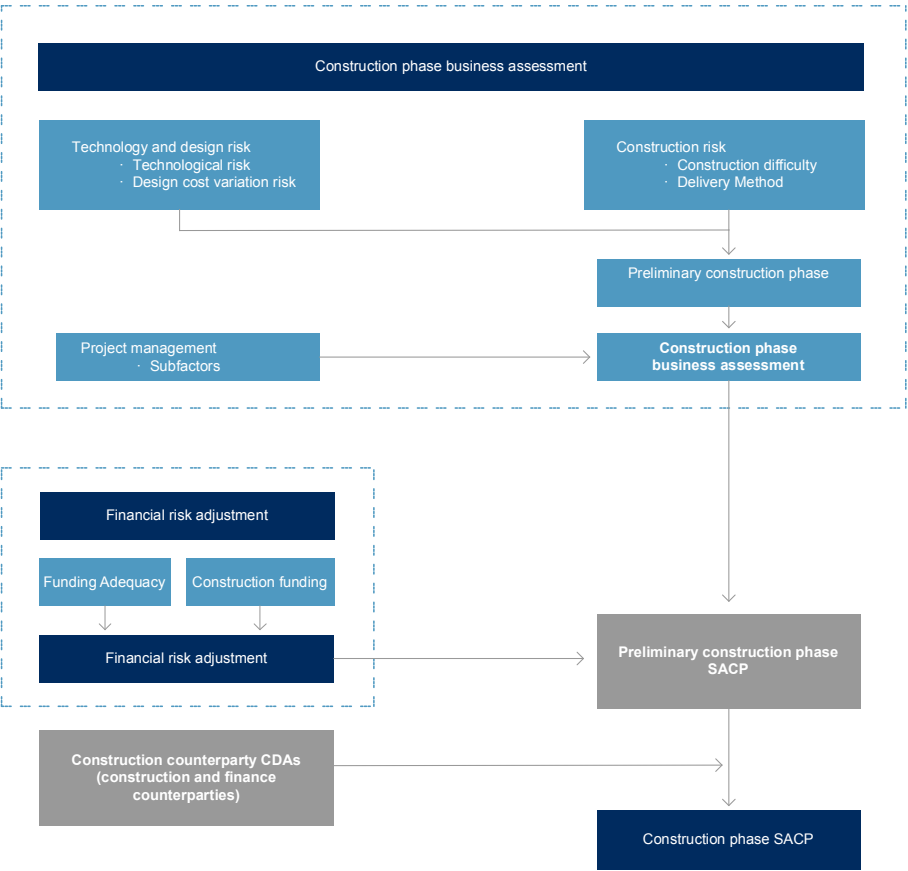 Construction phase business assessment
Technology and design risk
· Technological risk
· Design cost variation risk
Construction risk
· Construction difficulty
· Delivery Method
Preliminary construction phase
Project management
· Subfactors
Construction phase
business assessment
Financial risk adjustment
Funding Adequacy
Construction funding
Financial risk adjustment
Preliminary construction phase
SACP
Construction counterparty CDAs
(construction and finance
counterparties)
Construction phase SACP